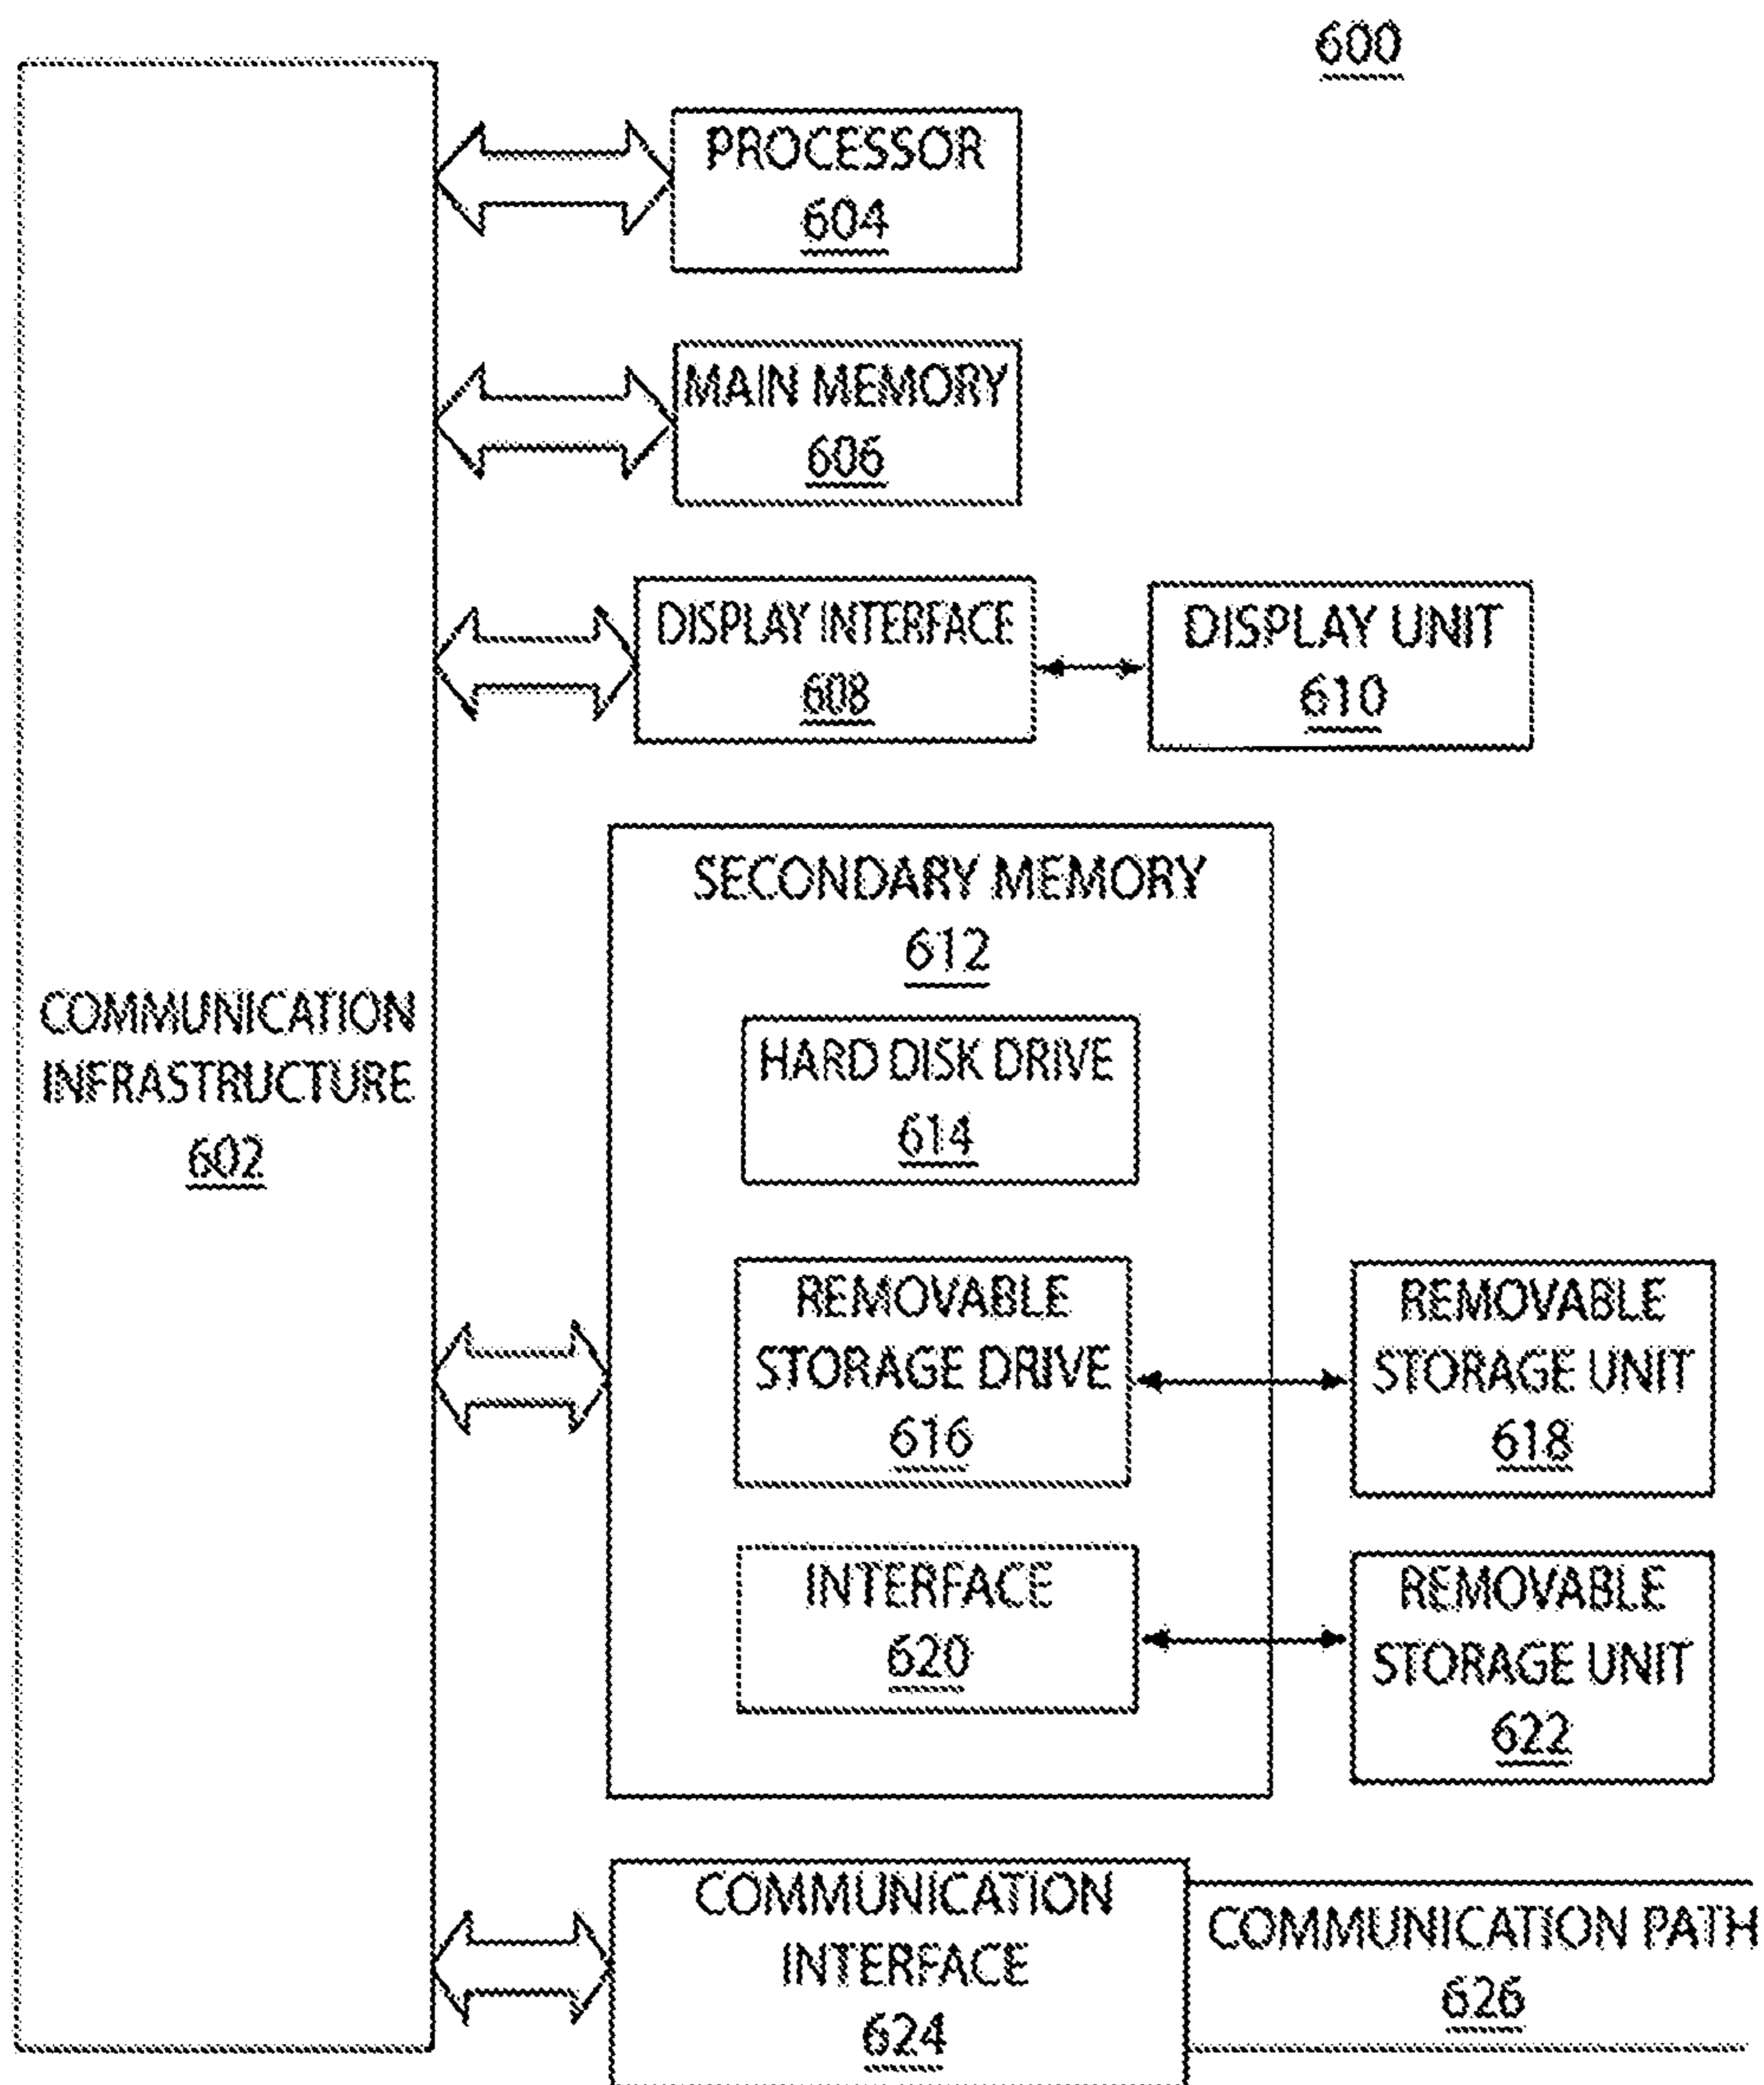 600
PROCESSOR
604
MAIN MEMORY
606
DISPLAY INTERFACE
608
DISPLAY UNIT
610
SECONDARY MEMORY
612
HARD DISK DRIVE
614
COMMUNICATION
INFRASTRUCTURE
602
REMOVABLE
STORAGE DRIVE
616
REMOVABLE
STORAGE UNIT
618
INTERFACE
620
REMOVABLE
STORAGE UNIT
622
COMMUNICATION
INTERFACE
624
COMMUNICATION PATH
626